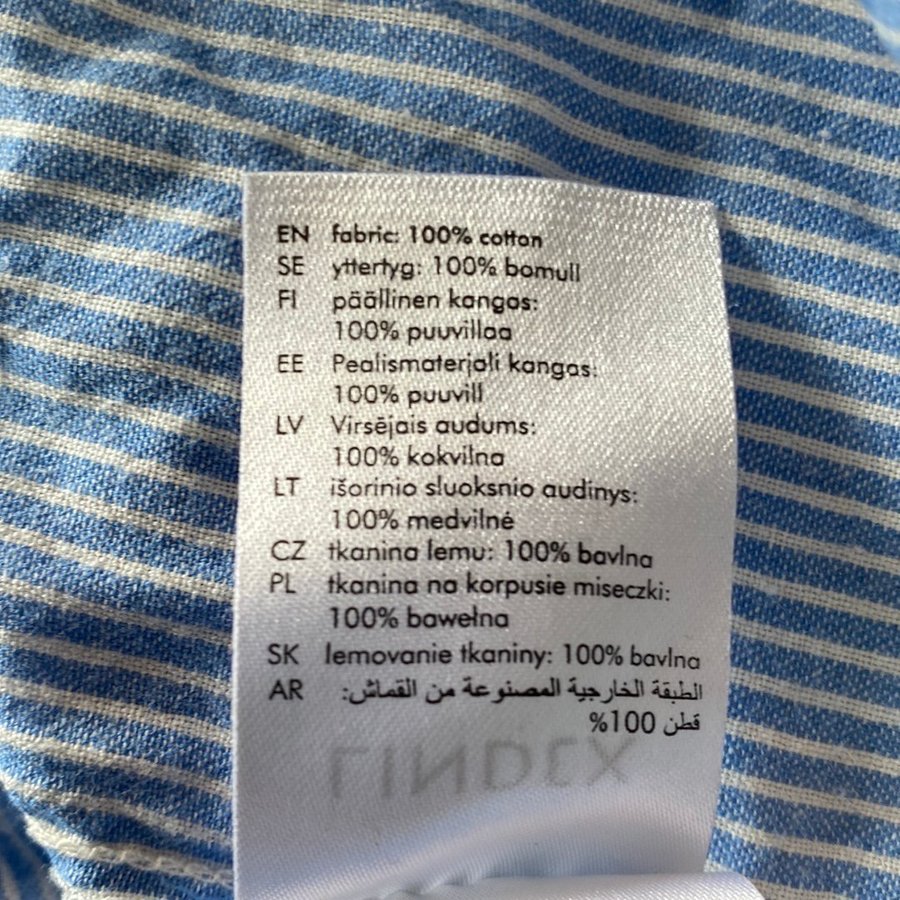 EN fabric: 100% cotton
SE yttertyg: 100% bomull
FI päällinen kangas:
100% puuvillaa
EE Pealismaterjali kangas:
100% puuvill
LV Virsējais audums:
100% kokvilna
LT išorinio sluoksnio audinys:
100% medvilnė
CZ tkanina lemu: 100% bavlna
PL tkanina na korpusie miseczki:
100% bawełna
SK lemovanie tkaniny: 100% bavlna
AR الطبقة الخارجية المصنوعة من القماش:
قطن 100%
LINDEX